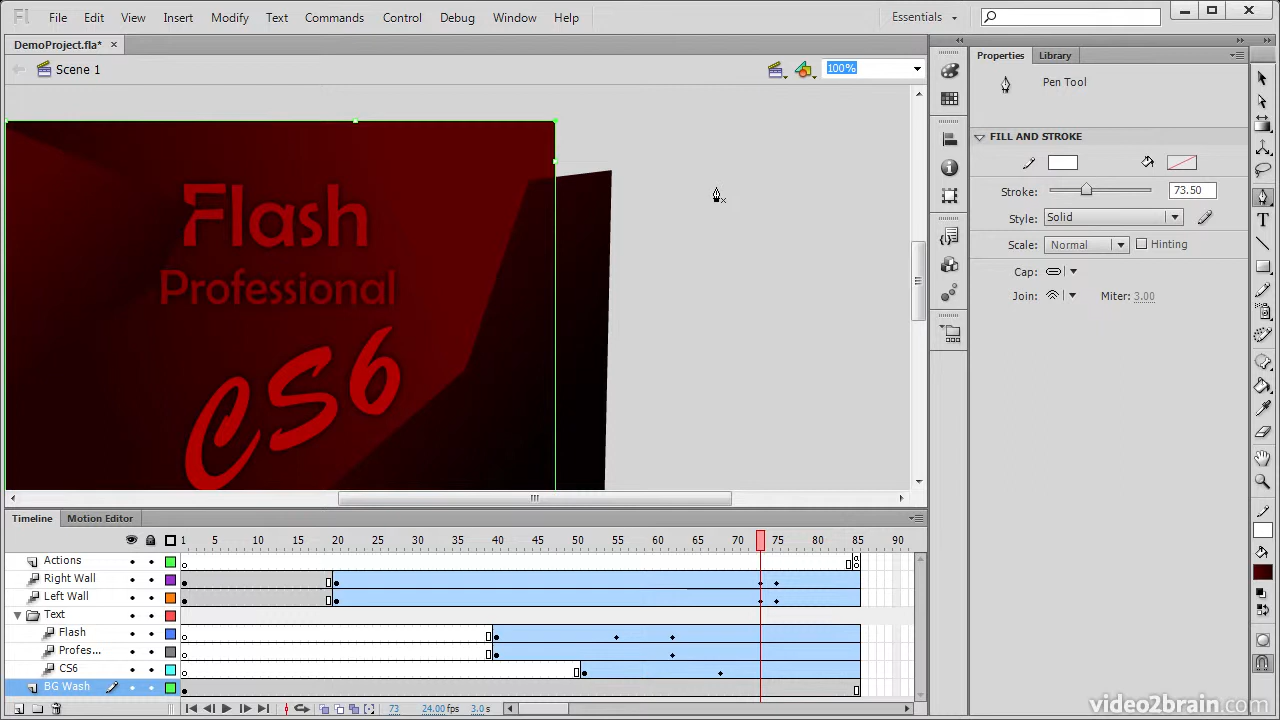 Fl File Edit View Insert Modify Text Commands Control Debug Window Help Essentials
DemoProject.fla* ×
Scene 1 100%
Properties Library
Pen Tool
FILL AND STROKE
Stroke: 73.50
Style: Solid
Scale: Normal Hinting
Cap:
Join: Miter: 3.00
Flash
Professional
CS6
Timeline Motion Editor
1 5 10 15 20 25 30 35 40 45 50 55 60 65 70 75 80 85 90
Actions
Right Wall
Left Wall
Text
Flash
Profes...
CS6
BG Wash
73 24.00 fps 3.0 s
video2brain.com